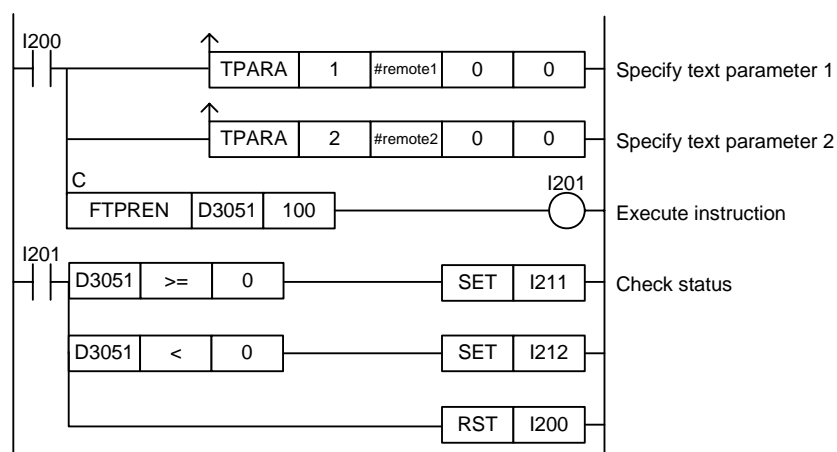 I200
TPARA 1 #remote1 0 0 Specify text parameter 1
TPARA 2 #remote2 0 0 Specify text parameter 2
C I201
FTPREN D3051 100 Execute instruction
I201
D3051 >= 0 SET I211 Check status
D3051 < 0 SET I212
RST I200